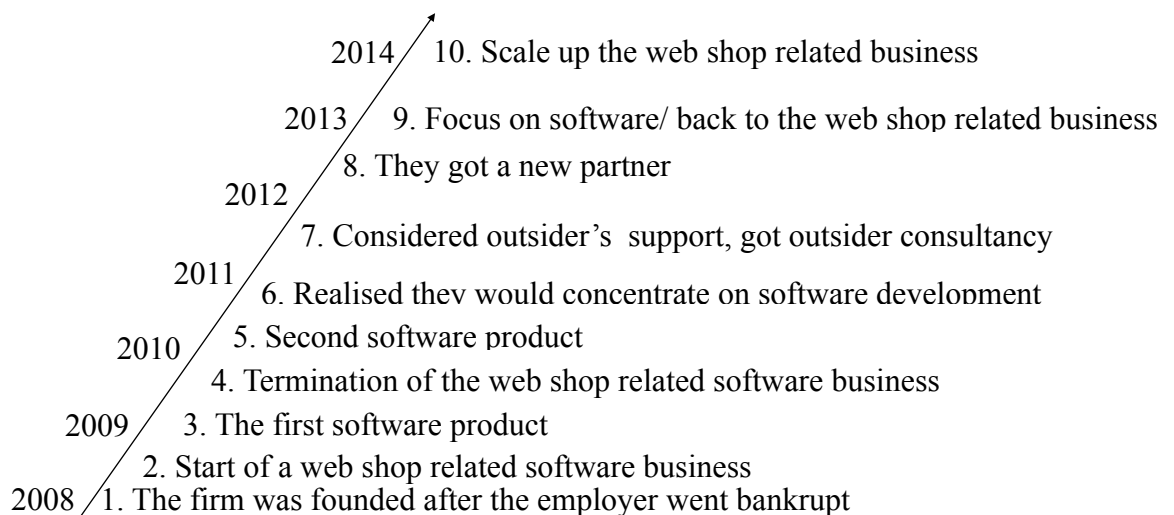 2014 10. Scale up the web shop related business
2013 9. Focus on software/ back to the web shop related business
8. They got a new partner
2012
7. Considered outsider’s support, got outsider consultancy
2011
6. Realised they would concentrate on software development
5. Second software product
2010
4. Termination of the web shop related software business
2009 3. The first software product
2. Start of a web shop related software business
2008 1. The firm was founded after the employer went bankrupt